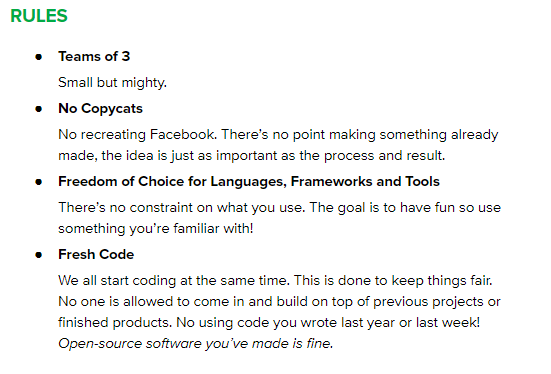 RULES
● Teams of 3
Small but mighty.
● No Copycats
No recreating Facebook. There's no point making something already
made, the idea is just as important as the process and result.
● Freedom of Choice for Languages, Frameworks and Tools
There's no constraint on what you use. The goal is to have fun so use
something you're familiar with!
● Fresh Code
We all start coding at the same time. This is done to keep things fair.
No one is allowed to come in and build on top of previous projects or
finished products. No using code you wrote last year or last week!
Open-source software you've made is fine.